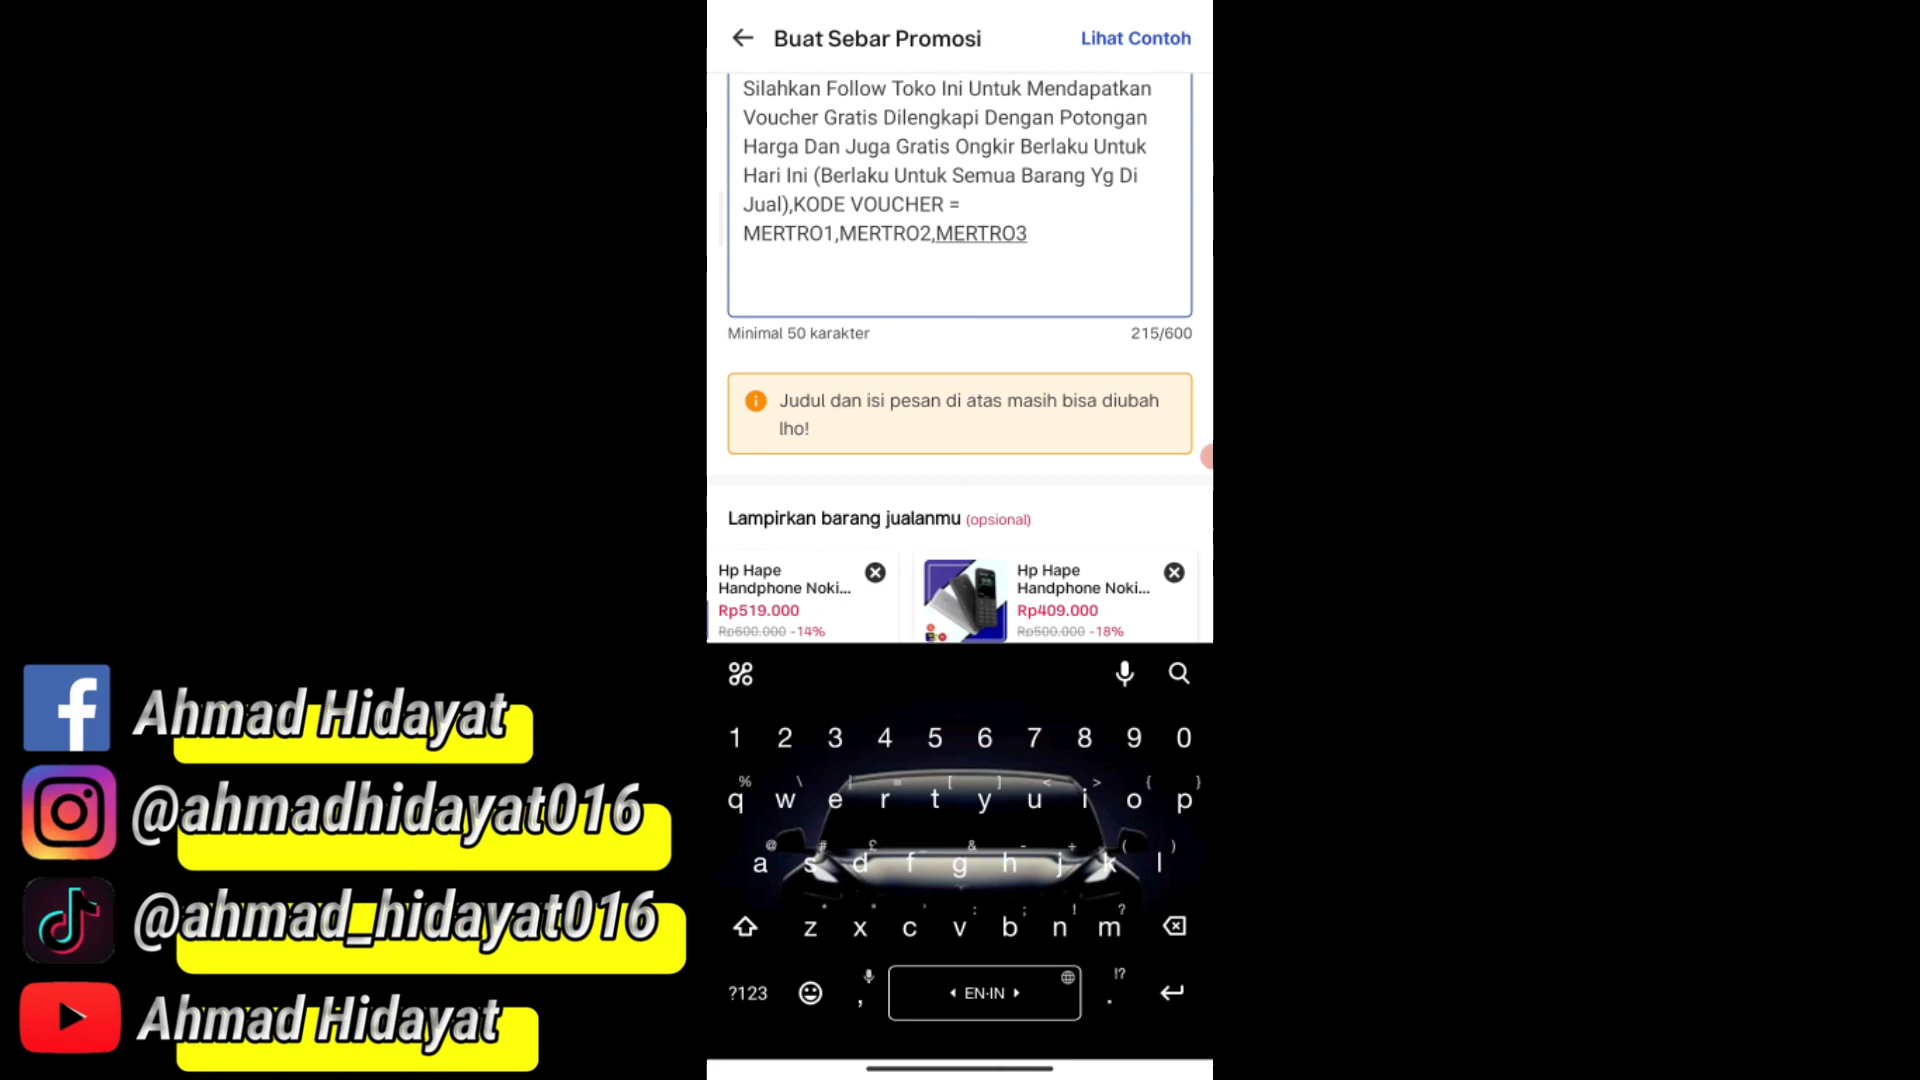 Buat Sebar Promosi
Lihat Contoh
Silahkan Follow Toko Ini Untuk Mendapatkan
Voucher Gratis Dilengkapi Dengan Potongan
Harga Dan Juga Gratis Ongkir Berlaku Untuk
Hari Ini (Berlaku Untuk Semua Barang Yg Di
Jual),KODE VOUCHER =
MERTRO1,MERTRO2,MERTRO3
Minimal 50 karakter
215/600
Judul dan isi pesan di atas masih bisa diubah
lho!
Lampirkan barang jualanmu (opsional)
Hp Hape
Handphone Noki...
Rp519.000
Rp600.000 -14%
Hp Hape
Handphone Noki...
Rp409.000
Rp500.000 -18%
1 2 3 4 5 6 7 8 9 0
% \ | = [ ] < > { }
q w e r t y u i o p
@ # £ & - + ( )
a s d f g h j k l
* " ' : ; ! ?
z x c v b n m
!?
?123 , EN-IN .
Ahmad Hidayat
@ahmadhidayat016
@ahmad_hidayat016
Ahmad Hidayat